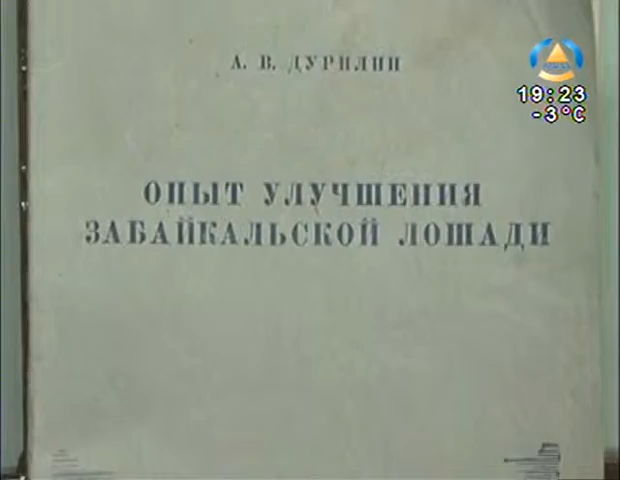 А. В. ДУРИЛИН
19:23
-3°C
ОПЫТ УЛУЧШЕНИЯ
ЗАБАЙКАЛЬСКОЙ ЛОШАДИ